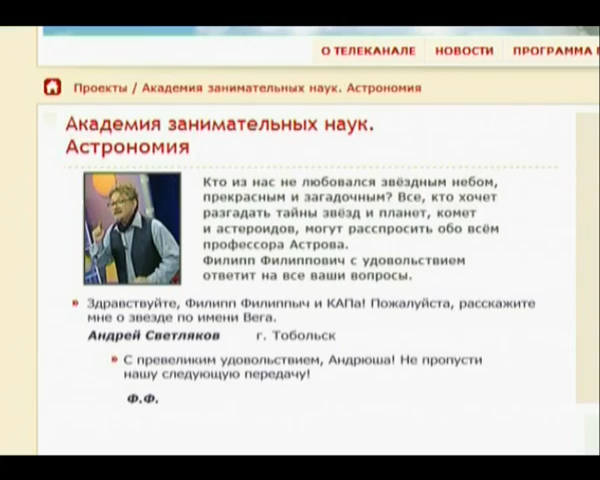 О ТЕЛЕКАНАЛЕ НОВОСТИ ПРОГРАММА
Проекты / Академия занимательных наук. Астрономия
Академия занимательных наук.
Астрономия
Кто из нас не любовался звёздным небом,
прекрасным и загадочным? Все, кто хочет
разгадать тайны звёзд и планет, комет
и астероидов, могут расспросить обо всём
профессора Астрова.
Филипп Филиппович с удовольствием
ответит на все ваши вопросы.
Здравствуйте, Филипп Филиппыч и КАПа! Пожалуйста, расскажите
мне о звезде по имени Вега.
Андрей Светляков г. Тобольск
С превеликим удовольствием, Андрюша! Не пропусти
нашу следующую передачу!
Ф.Ф.